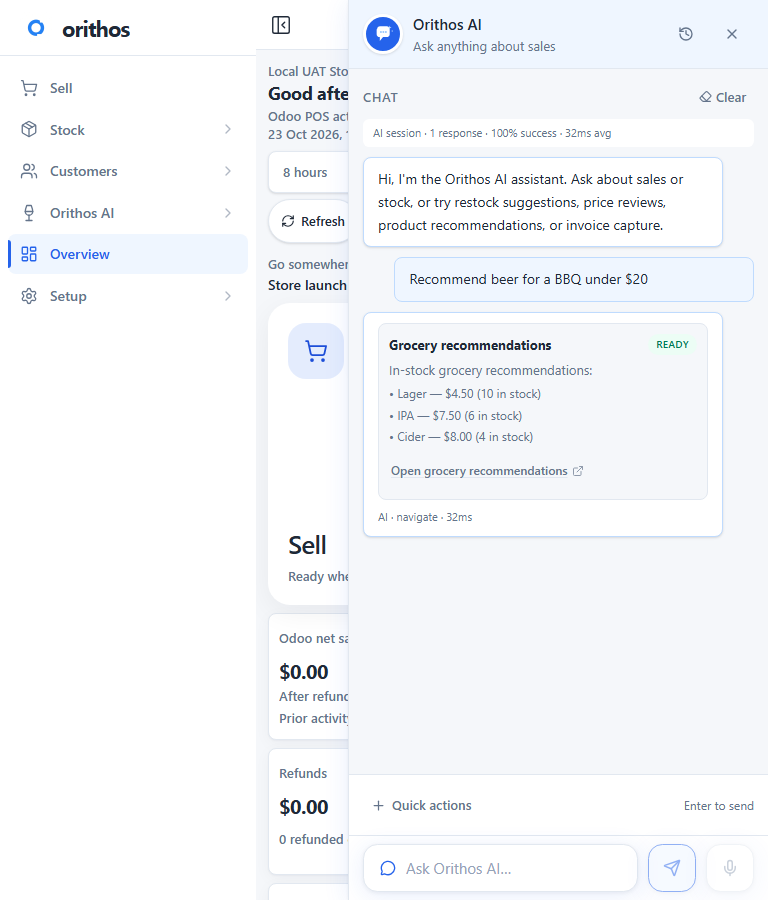 orithos
Sell
Stock
Customers
Orithos AI
Overview
Setup
Local UAT Sto
Good afte
Odoo POS act
23 Oct 2026,
8 hours
Refresh
Go somewher
Store launch
Sell
Ready whe
Odoo net sa
$0.00
After refund
Prior activity
Refunds
$0.00
0 refunded
Orithos AI
Ask anything about sales
CHAT
Clear
AI session · 1 response · 100% success · 32ms avg
Hi, I'm the Orithos AI assistant. Ask about sales or
stock, or try restock suggestions, price reviews,
product recommendations, or invoice capture.
Recommend beer for a BBQ under $20
Grocery recommendations
READY
In-stock grocery recommendations:
• Lager — $4.50 (10 in stock)
• IPA — $7.50 (6 in stock)
• Cider — $8.00 (4 in stock)
Open grocery recommendations
AI · navigate · 32ms
Quick actions
Enter to send
Ask Orithos AI...